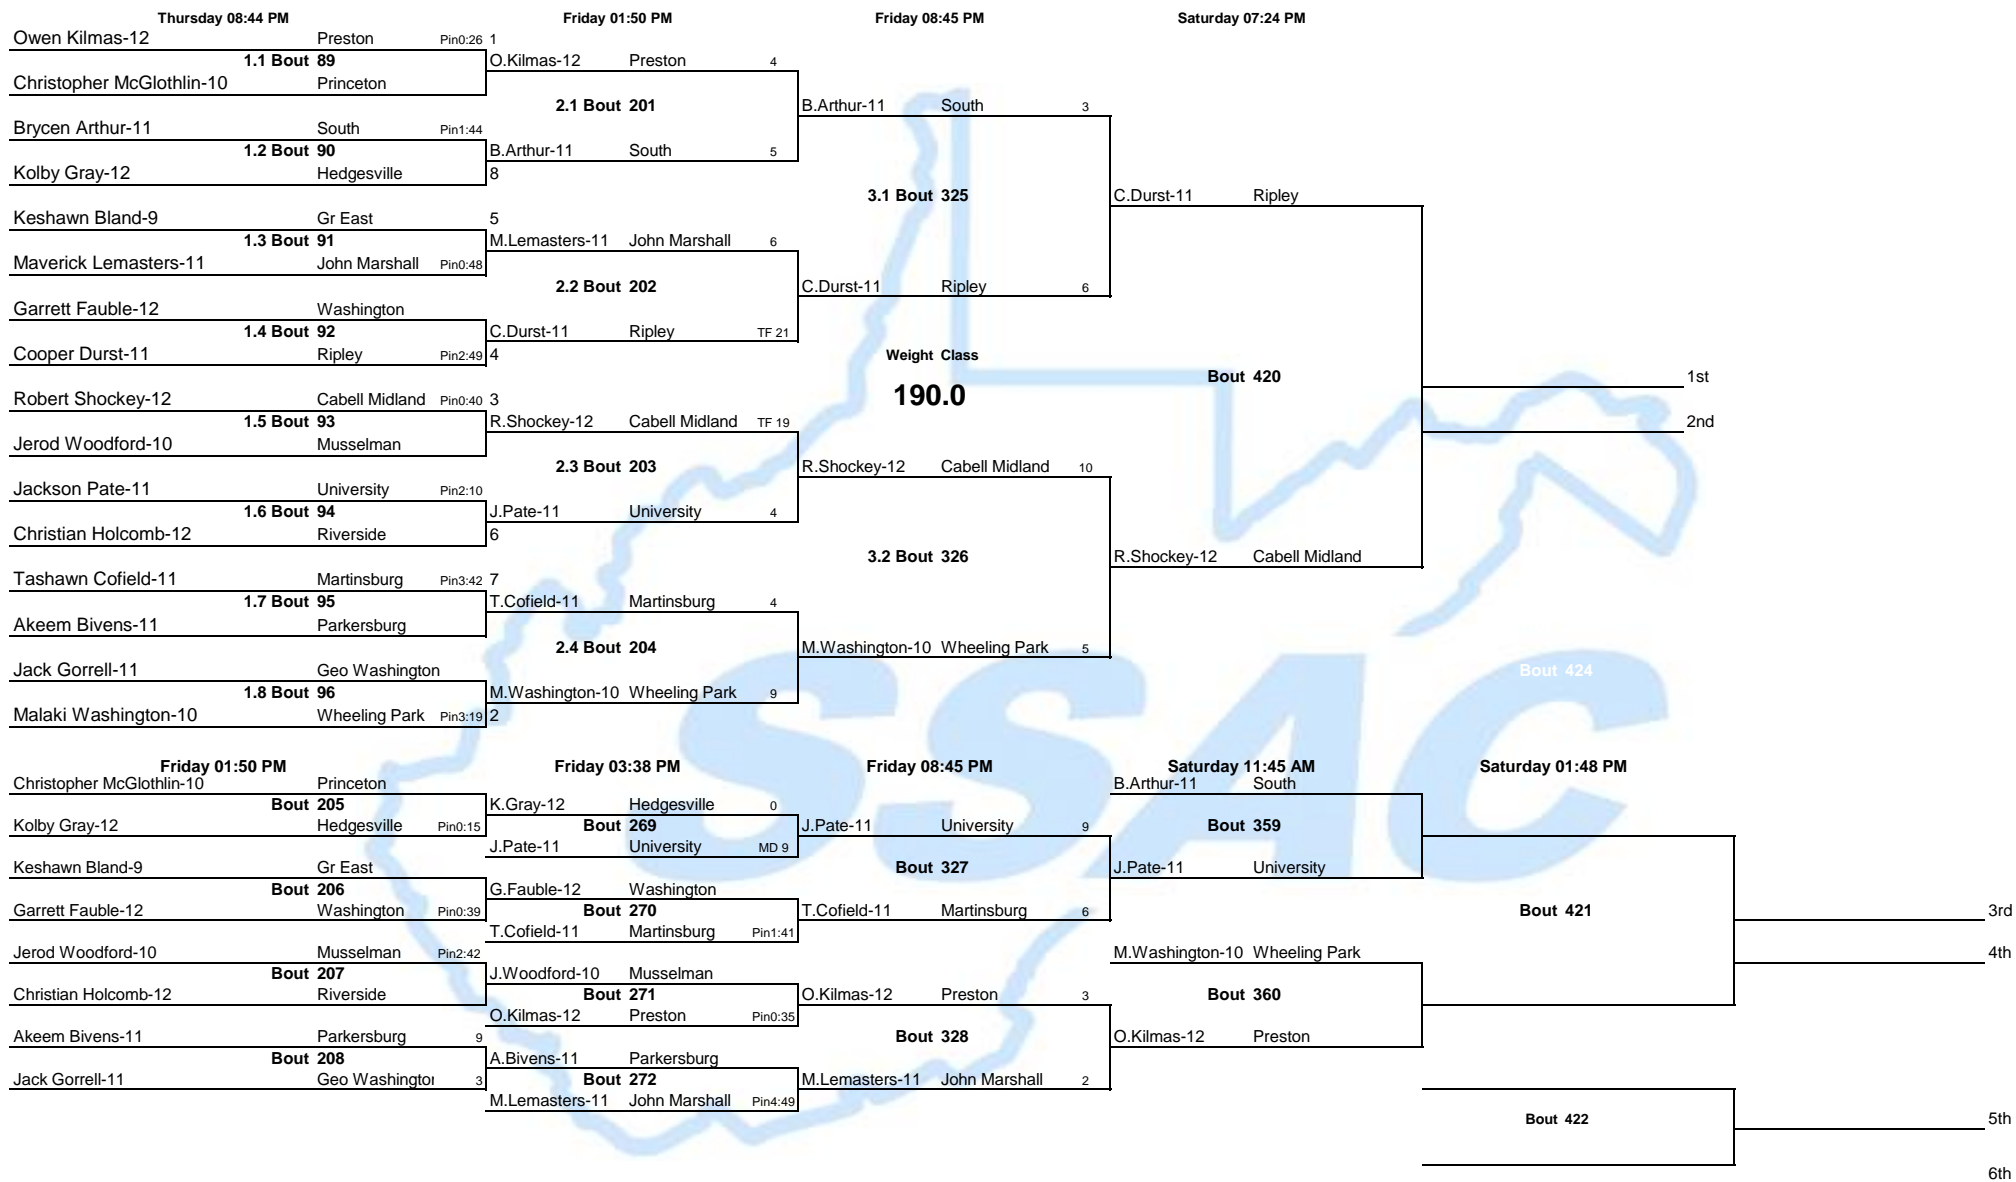 Thursday 08:44 PM Friday 01:50 PM Friday 08:45 PM Saturday 07:24 PM
Owen Kilmas-12 Preston Pin0:26 1
1.1 Bout 89 O.Kilmas-12 Preston 4
Christopher McGlothlin-10 Princeton
2.1 Bout 201 B.Arthur-11 South 3
Brycen Arthur-11 South Pin1:44
1.2 Bout 90 B.Arthur-11 South 5
Kolby Gray-12 Hedgesville 8
3.1 Bout 325 C.Durst-11 Ripley
Keshawn Bland-9 Gr East 5
1.3 Bout 91 M.Lemasters-11 John Marshall 6
Maverick Lemasters-11 John Marshall Pin0:48
2.2 Bout 202 C.Durst-11 Ripley 6
Garrett Fauble-12 Washington
1.4 Bout 92 C.Durst-11 Ripley TF 21
Cooper Durst-11 Ripley Pin2:49 4 Weight Class
Bout 420 1st
Robert Shockey-12 Cabell Midland Pin0:40 3 190.0
1.5 Bout 93 R.Shockey-12 Cabell Midland TF 19 2nd
Jerod Woodford-10 Musselman
2.3 Bout 203 R.Shockey-12 Cabell Midland 10
Jackson Pate-11 University Pin2:10
1.6 Bout 94 J.Pate-11 University 4
Christian Holcomb-12 Riverside 6
3.2 Bout 326 R.Shockey-12 Cabell Midland
Tashawn Cofield-11 Martinsburg Pin3:42 7
1.7 Bout 95 T.Cofield-11 Martinsburg 4
Akeem Bivens-11 Parkersburg
2.4 Bout 204 M.Washington-10 Wheeling Park 5
Jack Gorrell-11 Geo Washington Bout 424
1.8 Bout 96 M.Washington-10 Wheeling Park 9
Malaki Washington-10 Wheeling Park Pin3:19 2
SSAC
Friday 01:50 PM Friday 03:38 PM Friday 08:45 PM Saturday 11:45 AM Saturday 01:48 PM
Christopher McGlothlin-10 Princeton B.Arthur-11 South
Bout 205 K.Gray-12 Hedgesville 0
Kolby Gray-12 Hedgesville Pin0:15 Bout 269 J.Pate-11 University 9 Bout 359
J.Pate-11 University MD 9
Keshawn Bland-9 Gr East Bout 327 J.Pate-11 University
Bout 206 G.Fauble-12 Washington
Garrett Fauble-12 Washington Pin0:39 Bout 270 T.Cofield-11 Martinsburg 6 Bout 421 3rd
T.Cofield-11 Martinsburg Pin1:41
Jerod Woodford-10 Musselman Pin2:42 M.Washington-10 Wheeling Park 4th
Bout 207 J.Woodford-10 Musselman
Christian Holcomb-12 Riverside Bout 271 O.Kilmas-12 Preston 3 Bout 360
O.Kilmas-12 Preston Pin0:35
Akeem Bivens-11 Parkersburg 9 Bout 328 O.Kilmas-12 Preston
Bout 208 A.Bivens-11 Parkersburg
Jack Gorrell-11 Geo Washington 3 Bout 272 M.Lemasters-11 John Marshall 2
M.Lemasters-11 John Marshall Pin4:49
Bout 422 5th
6th